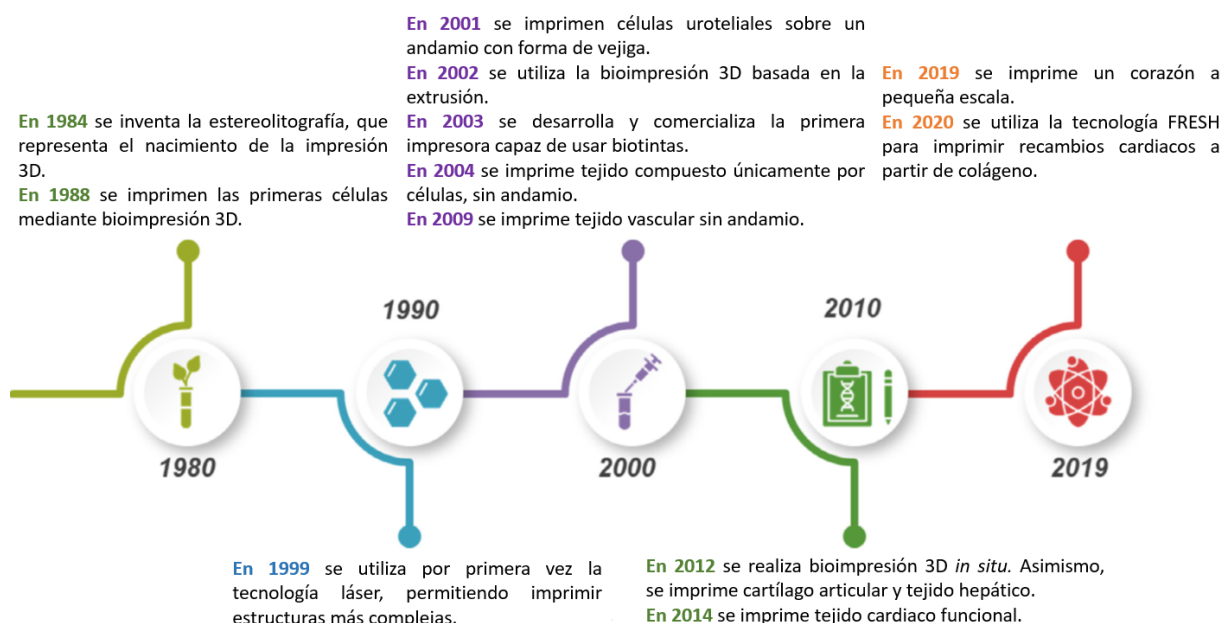 En 1984 se inventa la estereolitografía, que
representa el nacimiento de la impresión
3D.
En 1988 se imprimen las primeras células
mediante bioimpresión 3D.
En 2001 se imprimen células uroteliales sobre un
andamio con forma de vejiga.
En 2002 se utiliza la bioimpresión 3D basada en la
extrusión.
En 2003 se desarrolla y comercializa la primera
impresora capaz de usar biotintas.
En 2004 se imprime tejido compuesto únicamente por
células, sin andamio.
En 2009 se imprime tejido vascular sin andamio.
En 2019 se imprime un corazón a
pequeña escala.
En 2020 se utiliza la tecnología FRESH
para imprimir recambios cardiacos a
partir de colágeno.
1980
1990
2000
2010
2019
En 1999 se utiliza por primera vez la
tecnología láser, permitiendo imprimir
estructuras más complejas.
En 2012 se realiza bioimpresión 3D in situ. Asimismo,
se imprime cartílago articular y tejido hepático.
En 2014 se imprime tejido cardiaco funcional.